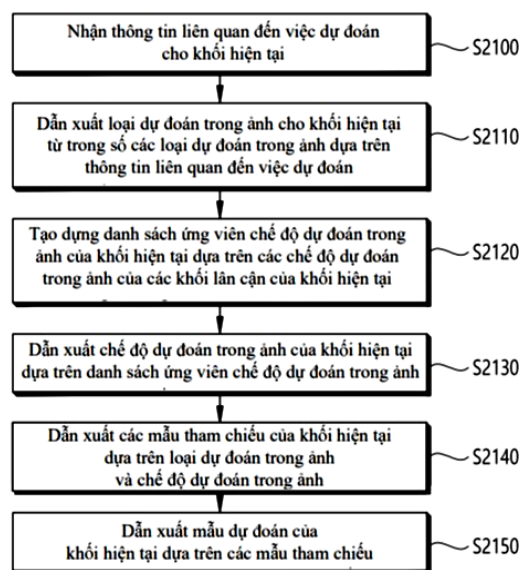 Nhận thông tin liên quan đến việc dự đoán
cho khối hiện tại
S2100
Dẫn xuất loại dự đoán trong ảnh cho khối hiện tại
từ trong số các loại dự đoán trong ảnh dựa trên
thông tin liên quan đến việc dự đoán
S2110
Tạo dựng danh sách ứng viên chế độ dự đoán trong
ảnh của khối hiện tại dựa trên các chế độ dự đoán
trong ảnh của các khối lân cận của khối hiện tại
S2120
Dẫn xuất chế độ dự đoán trong ảnh của khối hiện tại
dựa trên danh sách ứng viên chế độ dự đoán trong ảnh
S2130
Dẫn xuất các mẫu tham chiếu của khối hiện tại
dựa trên loại dự đoán trong ảnh
và chế độ dự đoán trong ảnh
S2140
Dẫn xuất mẫu dự đoán của
khối hiện tại dựa trên các mẫu tham chiếu
S2150